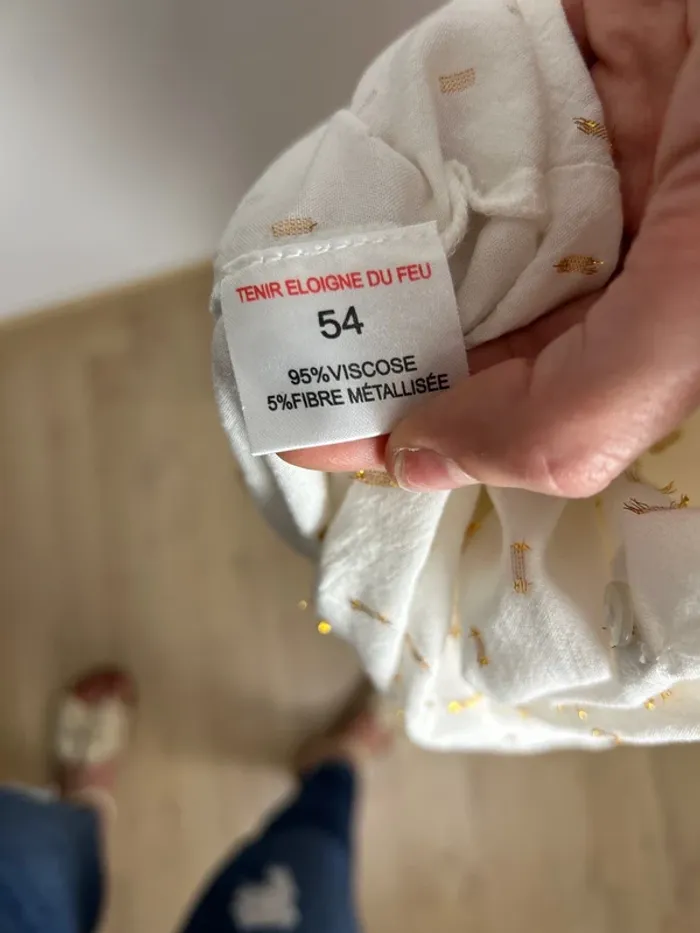 TENIR ELOIGNE DU FEU
54
95%VISCOSE
5%FIBRE MÉTALLISÉE